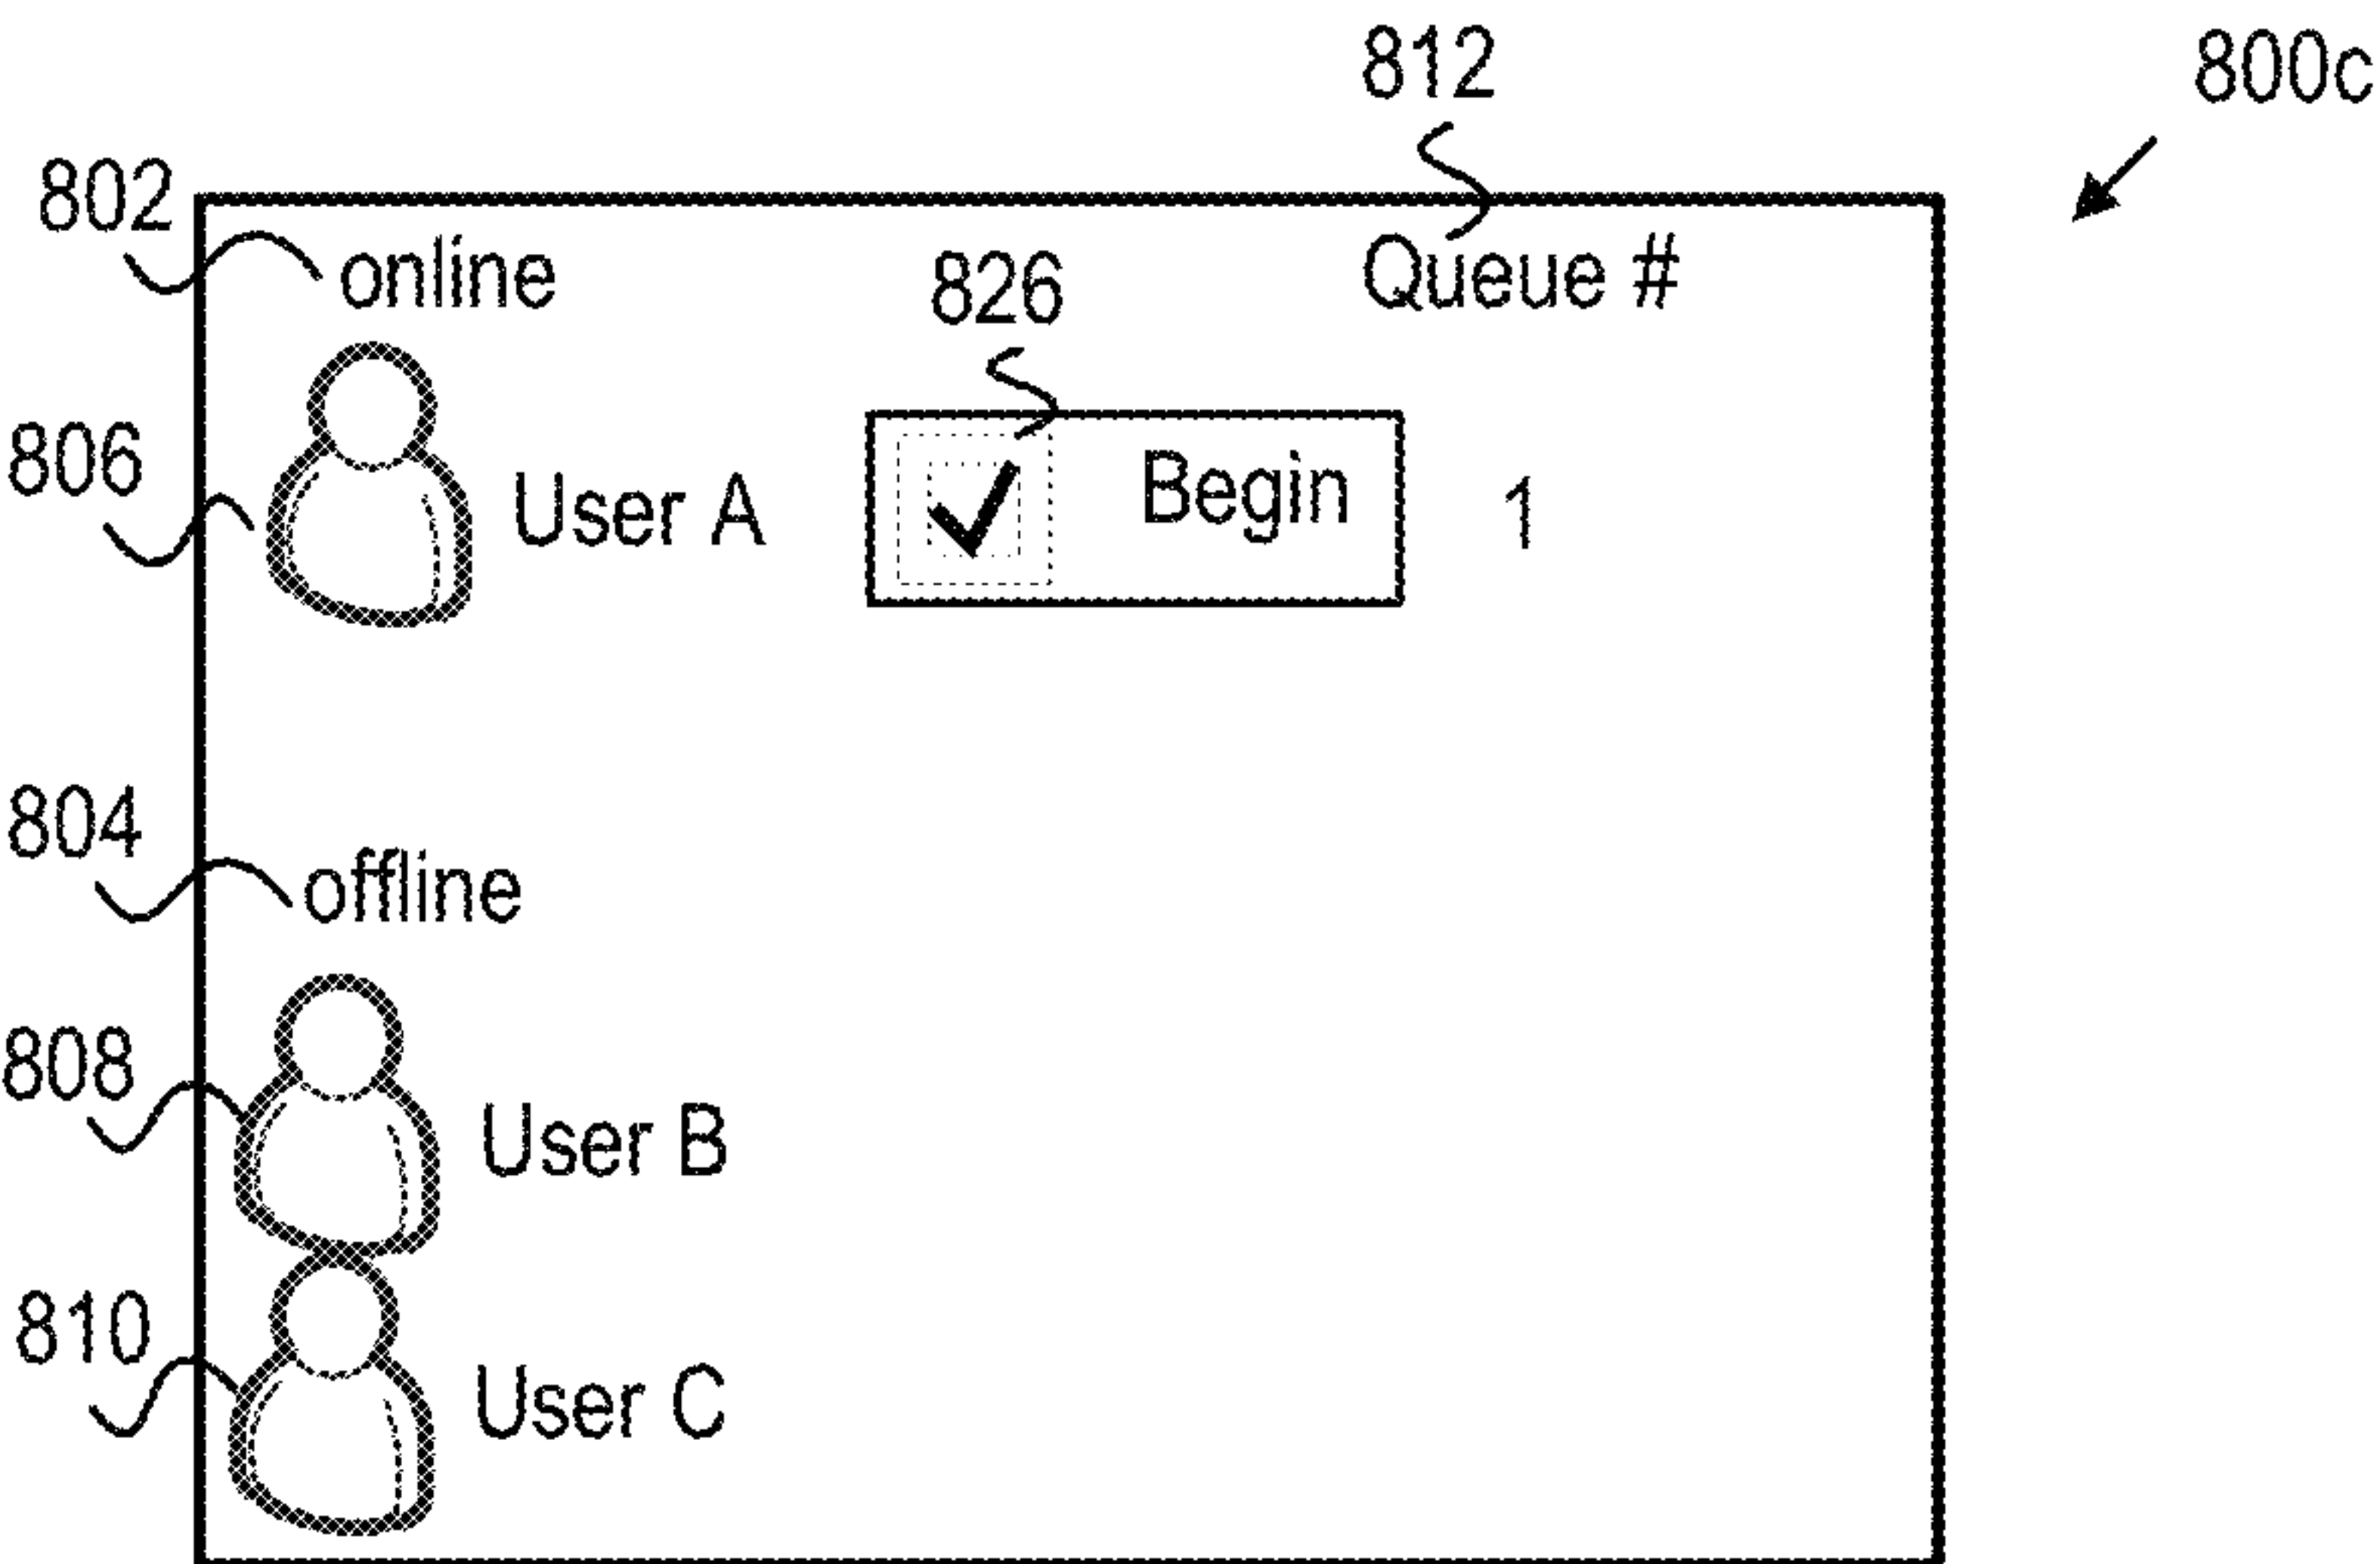 812
800c
802
online
Queue #
826
806
User A
Begin
1
804
offline
808
User B
810
User C